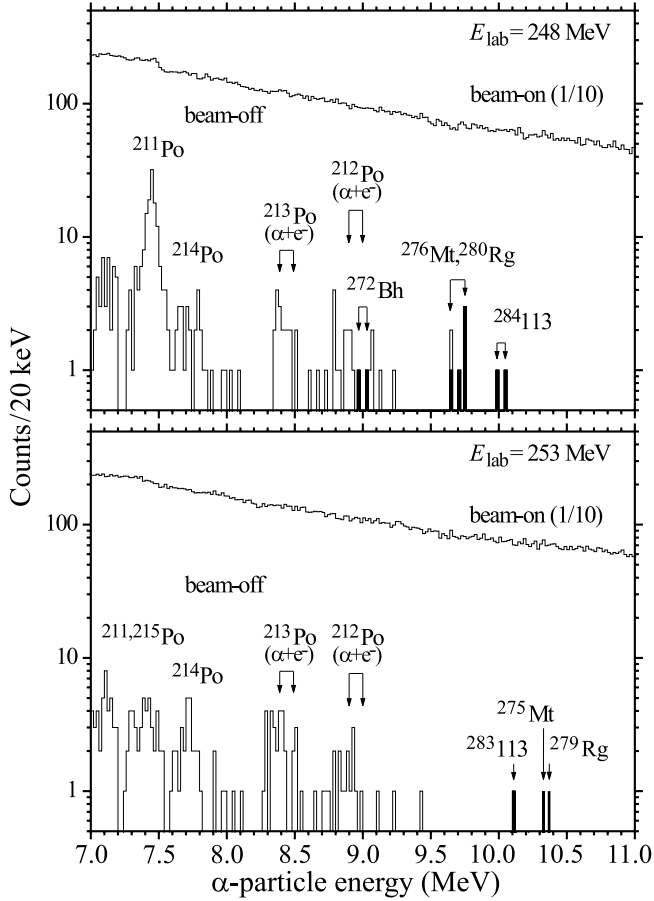 E_lab = 248 MeV
100
beam-on (1/10)
beam-off
²¹¹Po
²¹²Po
(α+e⁻)
²¹³Po
(α+e⁻)
²¹⁴Po
²⁷⁶Mt,²⁸⁰Rg
10
²⁷²Bh
²⁸⁴113
1
Counts/20 keV
E_lab = 253 MeV
100
beam-on (1/10)
beam-off
²¹¹,²¹⁵Po
²¹³Po
(α+e⁻)
²¹²Po
(α+e⁻)
10
²¹⁴Po
²⁷⁵Mt
²⁸³113
²⁷⁹Rg
1
7.0 7.5 8.0 8.5 9.0 9.5 10.0 10.5 11.0
α-particle energy (MeV)